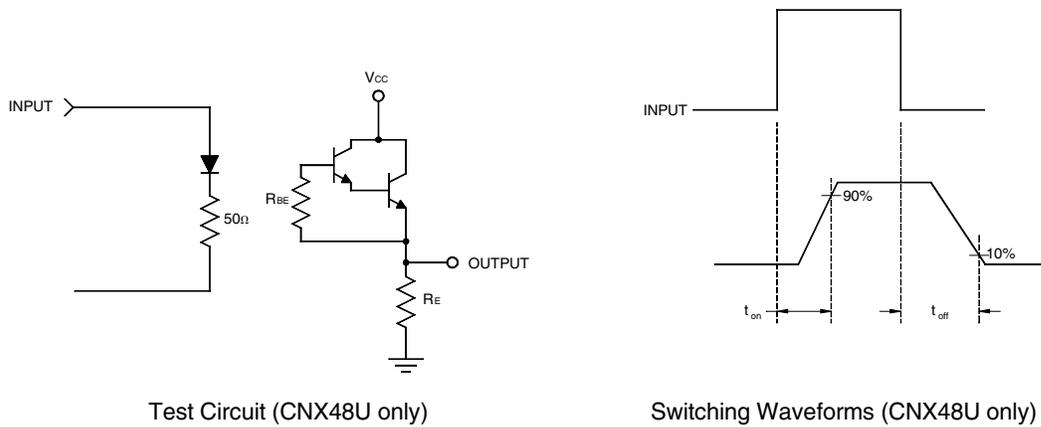 INPUT
50Ω
VCC
RBE
OUTPUT
RE
Test Circuit (CNX48U only)
INPUT
90%
10%
ton
toff
Switching Waveforms (CNX48U only)